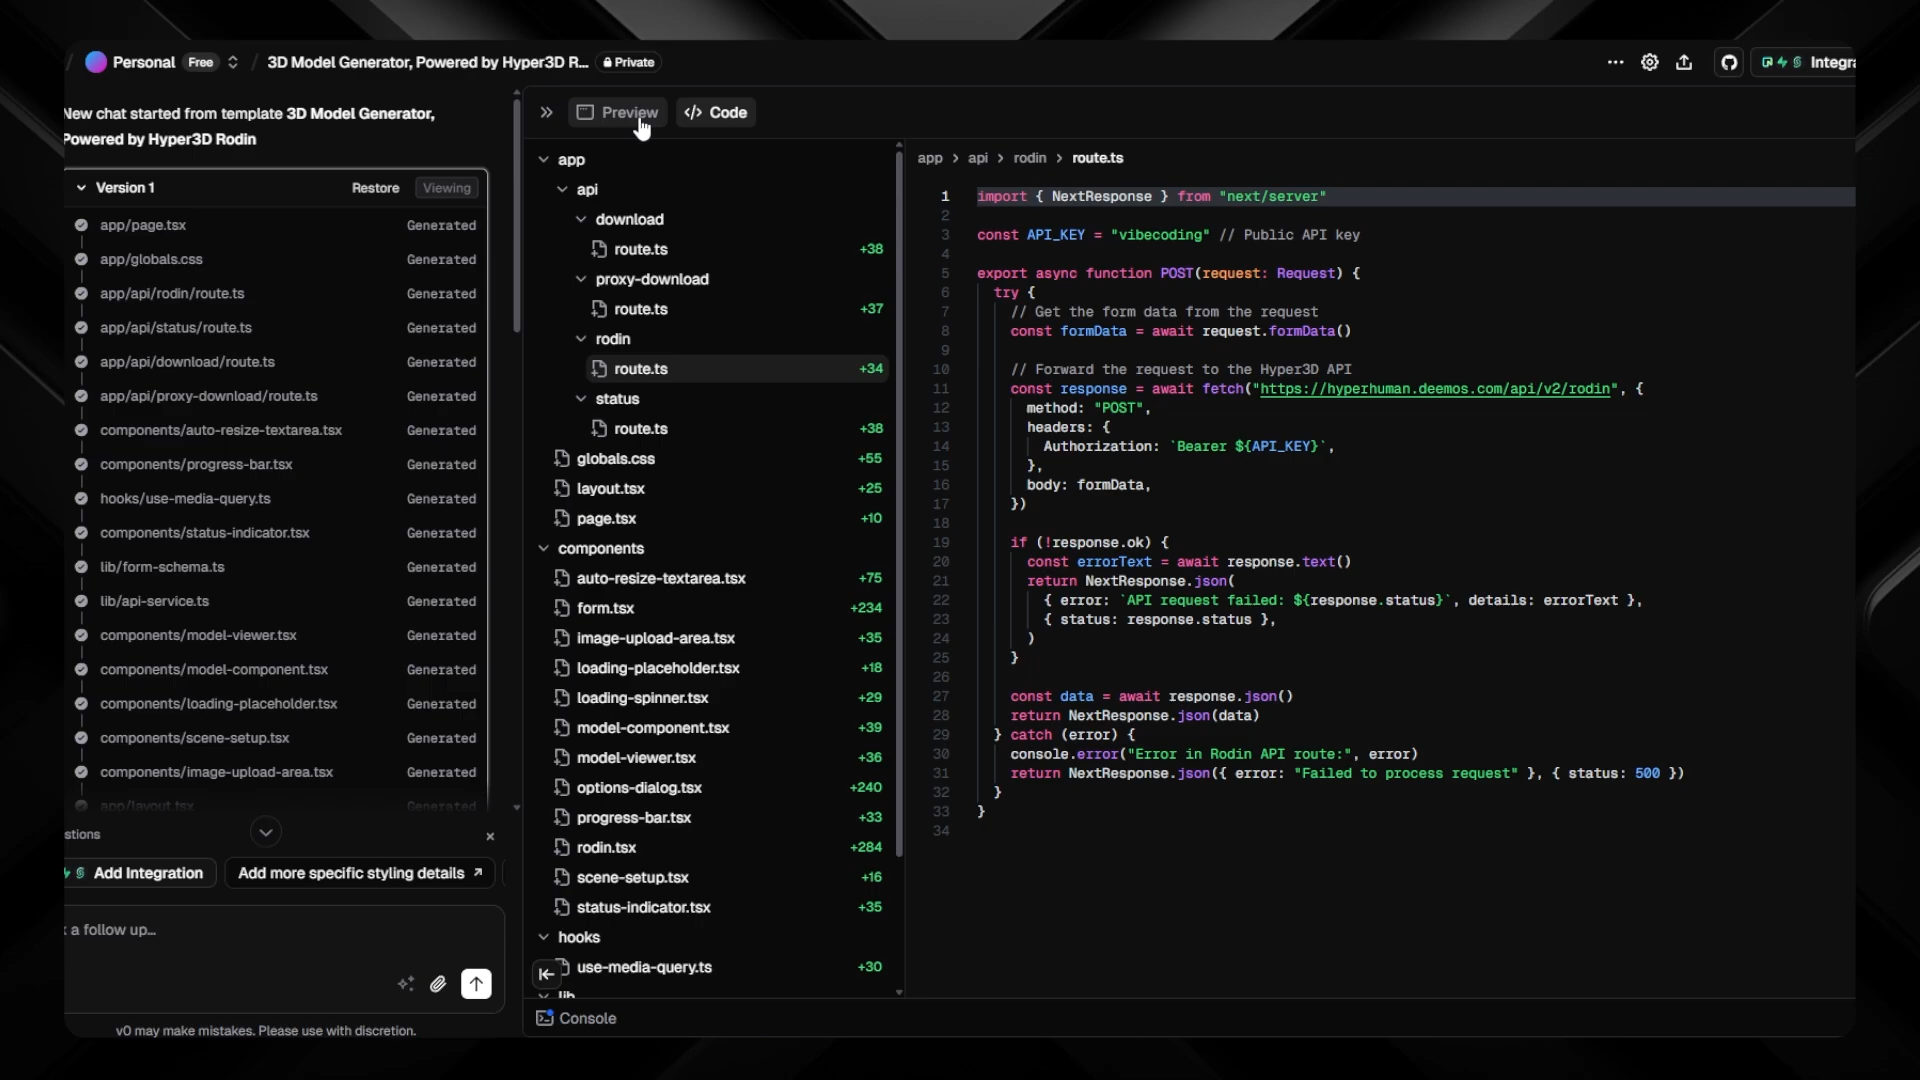 / Personal Free / 3D Model Generator, Powered by Hyper3D R... Private
Integra
New chat started from template 3D Model Generator,
Powered by Hyper3D Rodin
Version 1 Restore Viewing
app/page.tsx Generated
app/globals.css Generated
app/api/rodin/route.ts Generated
app/api/status/route.ts Generated
app/api/download/route.ts Generated
app/api/proxy-download/route.ts Generated
components/auto-resize-textarea.tsx Generated
components/progress-bar.tsx Generated
hooks/use-media-query.ts Generated
components/status-indicator.tsx Generated
lib/form-schema.ts Generated
lib/api-service.ts Generated
components/model-viewer.tsx Generated
components/model-component.tsx Generated
components/loading-placeholder.tsx Generated
components/scene-setup.tsx Generated
components/image-upload-area.tsx Generated
app/layout.tsx Generated
stions
Add Integration
Add more specific styling details
a follow up...
v0 may make mistakes. Please use with discretion.
Preview
Code
app
api
download
route.ts +38
proxy-download
route.ts +37
rodin
route.ts +34
status
route.ts +38
globals.css +55
layout.tsx +25
page.tsx +10
components
auto-resize-textarea.tsx +75
form.tsx +234
image-upload-area.tsx +35
loading-placeholder.tsx +18
loading-spinner.tsx +29
model-component.tsx +39
model-viewer.tsx +36
options-dialog.tsx +240
progress-bar.tsx +33
rodin.tsx +284
scene-setup.tsx +16
status-indicator.tsx +35
hooks
use-media-query.ts +30
lib
app > api > rodin > route.ts
1 import { NextResponse } from "next/server"
2
3 const API_KEY = "vibecoding" // Public API key
4
5 export async function POST(request: Request) {
6 try {
7 // Get the form data from the request
8 const formData = await request.formData()
9
10 // Forward the request to the Hyper3D API
11 const response = await fetch("https://hyperhuman.deemos.com/api/v2/rodin", {
12 method: "POST",
13 headers: {
14 Authorization: `Bearer ${API_KEY}`,
15 },
16 body: formData,
17 })
18
19 if (!response.ok) {
20 const errorText = await response.text()
21 return NextResponse.json(
22 { error: `API request failed: ${response.status}`, details: errorText },
23 { status: response.status },
24 )
25 }
26
27 const data = await response.json()
28 return NextResponse.json(data)
29 } catch (error) {
30 console.error("Error in Rodin API route:", error)
31 return NextResponse.json({ error: "Failed to process request" }, { status: 500 })
32 }
33 }
34
Console